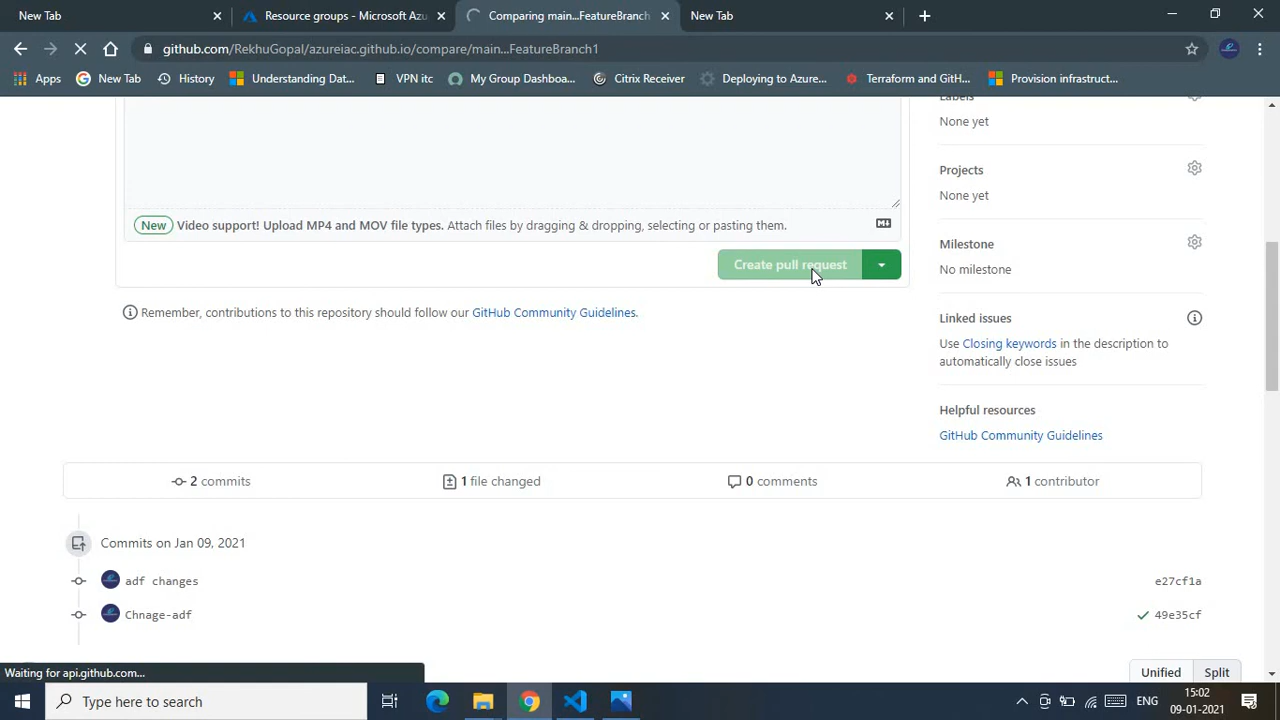 New Tab
Resource groups - Microsoft Azu
Comparing main...FeatureBranch
New Tab
github.com/RekhuGopal/azureiac.github.io/compare/main...FeatureBranch1
Apps
New Tab
History
Understanding Dat...
VPN itc
My Group Dashboa...
Citrix Receiver
Deploying to Azure...
Terraform and GitH...
Provision infrastruct...
Labels
None yet
Projects
None yet
New Video support! Upload MP4 and MOV file types. Attach files by dragging & dropping, selecting or pasting them.
Create pull request
Milestone
No milestone
Remember, contributions to this repository should follow our GitHub Community Guidelines.
Linked issues
Use Closing keywords in the description to
automatically close issues
Helpful resources
GitHub Community Guidelines
2 commits
1 file changed
0 comments
1 contributor
Commits on Jan 09, 2021
adf changes
e27cf1a
Chnage-adf
49e35cf
Waiting for api.github.com...
Unified
Split
Type here to search
ENG
15:02
09-01-2021